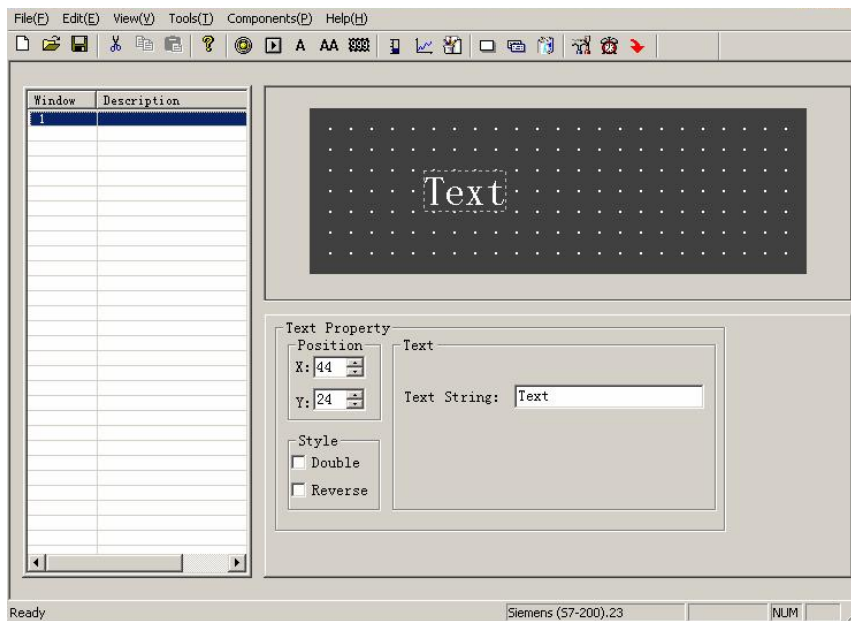 File(F) Edit(E) View(V) Tools(T) Components(P) Help(H)
A AA
Window Description
1
Text
Text Property
Position
X: 44
Y: 24
Text
Text String: Text
Style
Double
Reverse
Ready Siemens (S7-200).23 NUM